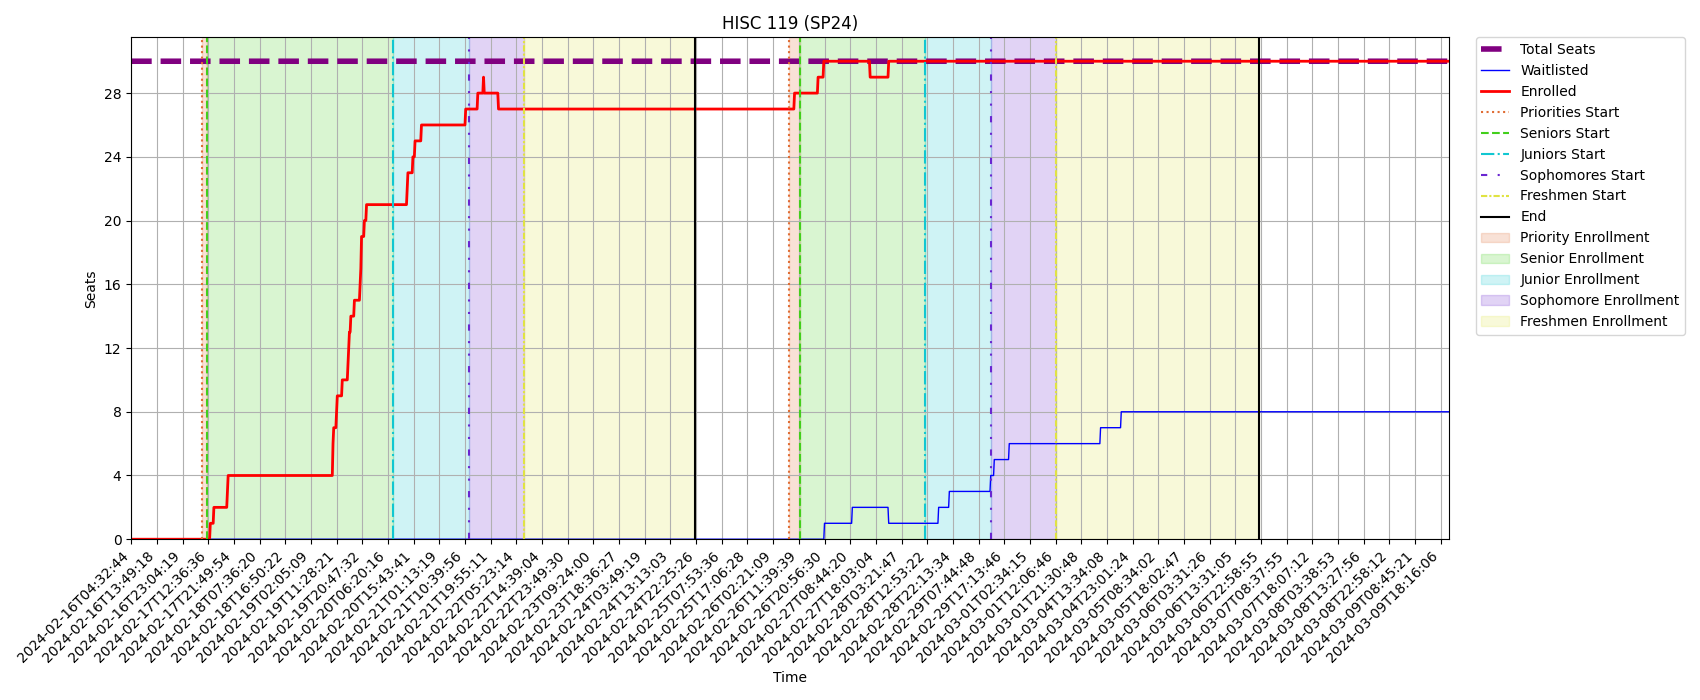 HISC 119 (SP24)
Seats
28
24
20
16
12
8
4
0
2024-02-16T04:32:44
2024-02-16T13:49:18
2024-02-16T23:04:19
2024-02-17T12:36:36
2024-02-17T21:49:54
2024-02-18T07:36:20
2024-02-18T16:50:22
2024-02-19T02:05:09
2024-02-19T11:28:21
2024-02-19T20:47:32
2024-02-20T06:20:16
2024-02-20T15:43:41
2024-02-21T01:13:19
2024-02-21T10:39:56
2024-02-21T19:55:11
2024-02-22T05:23:14
2024-02-22T14:39:04
2024-02-22T23:49:30
2024-02-23T09:24:00
2024-02-23T18:36:27
2024-02-24T03:49:19
2024-02-24T13:13:03
2024-02-24T22:25:26
2024-02-25T07:53:36
2024-02-25T17:06:28
2024-02-26T02:21:09
2024-02-26T11:39:39
2024-02-26T20:56:30
2024-02-27T08:44:20
2024-02-27T18:03:04
2024-02-28T03:21:47
2024-02-28T12:53:22
2024-02-28T22:13:34
2024-02-29T07:44:48
2024-02-29T17:13:46
2024-03-01T02:34:15
2024-03-01T12:06:46
2024-03-01T21:30:48
2024-03-04T13:34:08
2024-03-04T23:01:24
2024-03-05T08:34:02
2024-03-05T18:02:47
2024-03-06T03:31:26
2024-03-06T13:31:05
2024-03-06T22:58:55
2024-03-07T08:37:55
2024-03-07T18:07:12
2024-03-08T03:38:53
2024-03-08T13:27:56
2024-03-08T22:58:12
2024-03-09T08:45:21
2024-03-09T18:16:06
Time
Total Seats
Waitlisted
Enrolled
Priorities Start
Seniors Start
Juniors Start
Sophomores Start
Freshmen Start
End
Priority Enrollment
Senior Enrollment
Junior Enrollment
Sophomore Enrollment
Freshmen Enrollment